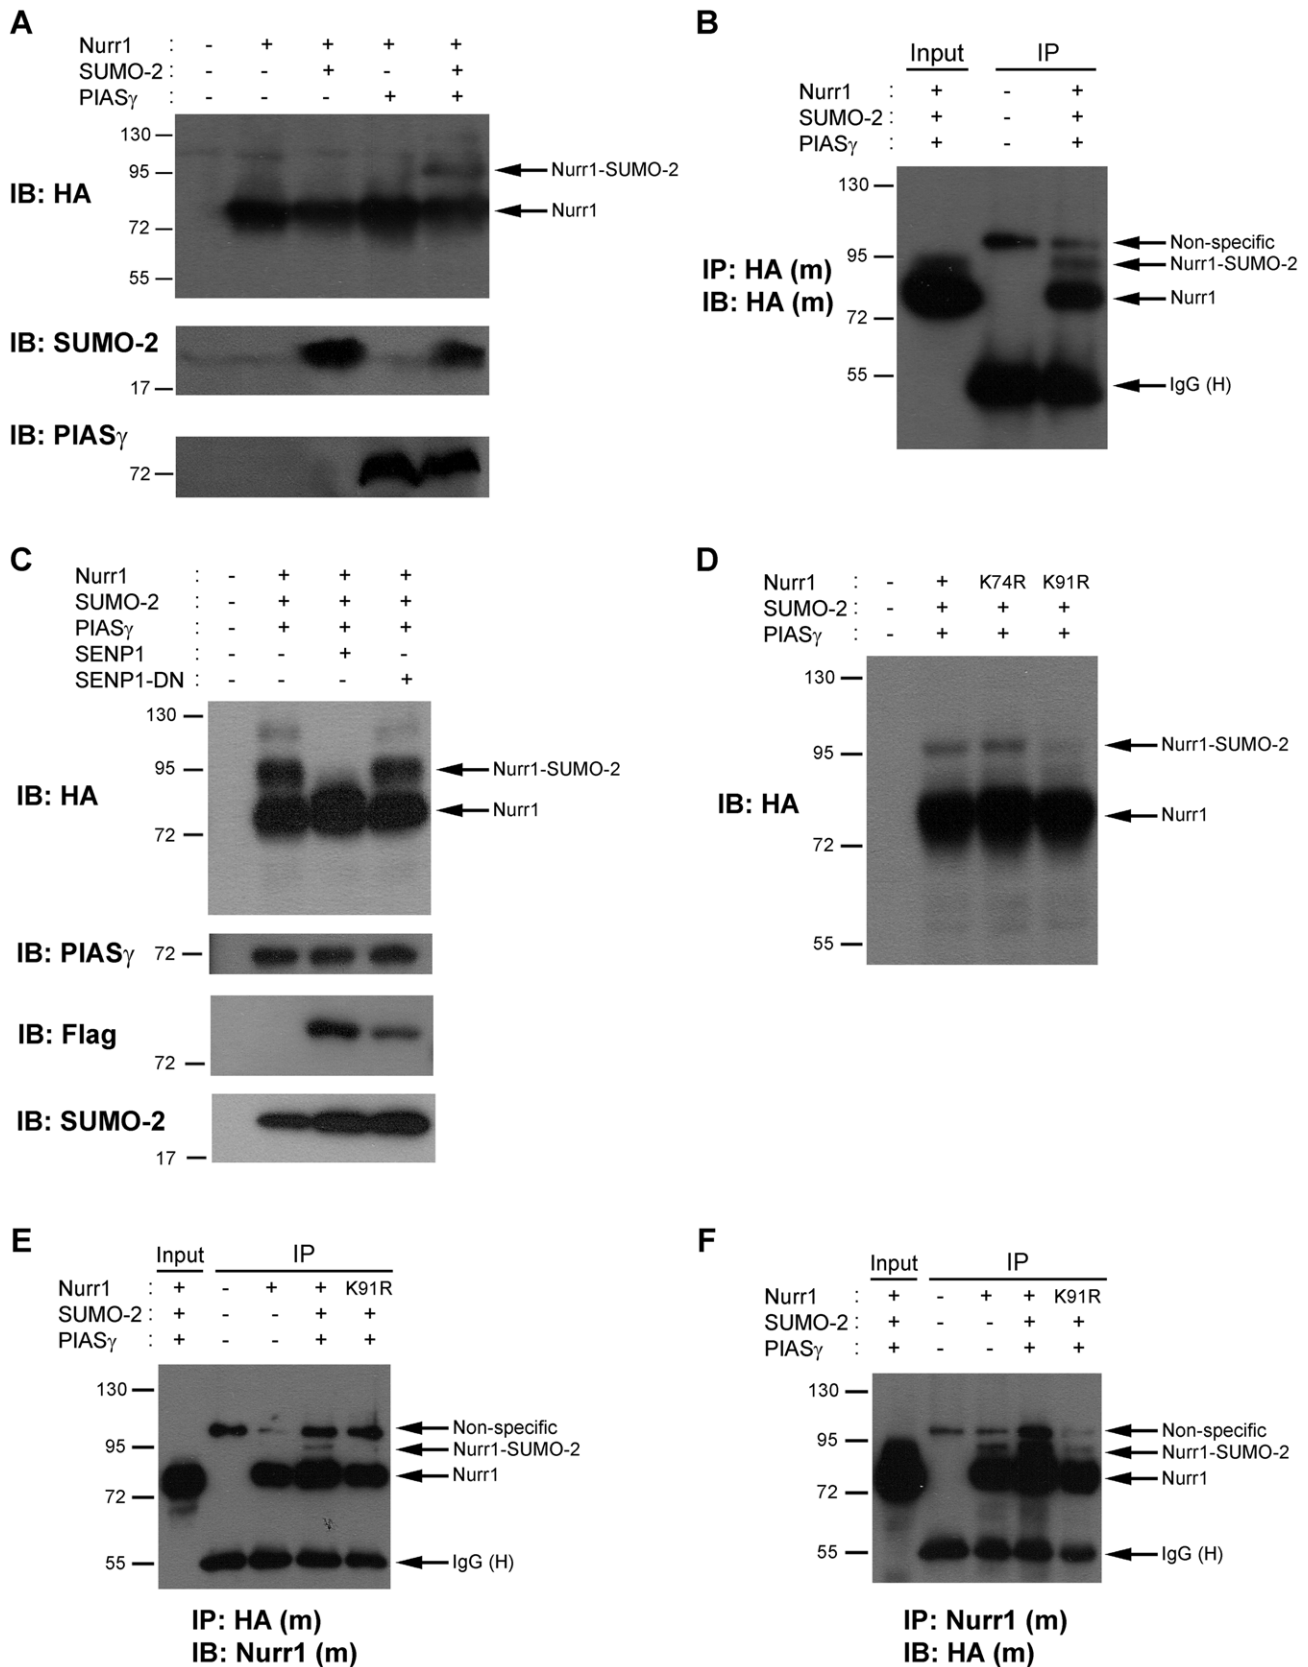 A
Nurr1 : - + + + +
SUMO-2 : - - + - +
PIASγ : - - - + +
130
95
72
55
IB: HA
Nurr1-SUMO-2
Nurr1
IB: SUMO-2
17
IB: PIASγ
72
B
Input IP
Nurr1 : + - +
SUMO-2 : + - +
PIASγ : + - +
130
95
72
55
IP: HA (m)
IB: HA (m)
Non-specific
Nurr1-SUMO-2
Nurr1
IgG (H)
C
Nurr1 : - + + +
SUMO-2 : - + + +
PIASγ : - + + +
SENP1 : - - + -
SENP1-DN : - - - +
130
95
72
IB: HA
Nurr1-SUMO-2
Nurr1
IB: PIASγ 72
IB: Flag
72
IB: SUMO-2
17
D
Nurr1 : - + K74R K91R
SUMO-2 : - + + +
PIASγ : - + + +
130
95
72
55
IB: HA
Nurr1-SUMO-2
Nurr1
E
Input IP
Nurr1 : + - + + K91R
SUMO-2 : + - - + +
PIASγ : + - - + +
130
95
72
55
Non-specific
Nurr1-SUMO-2
Nurr1
IgG (H)
IP: HA (m)
IB: Nurr1 (m)
F
Input IP
Nurr1 : + - + + K91R
SUMO-2 : + - - + +
PIASγ : + - - + +
130
95
72
55
Non-specific
Nurr1-SUMO-2
Nurr1
IgG (H)
IP: Nurr1 (m)
IB: HA (m)